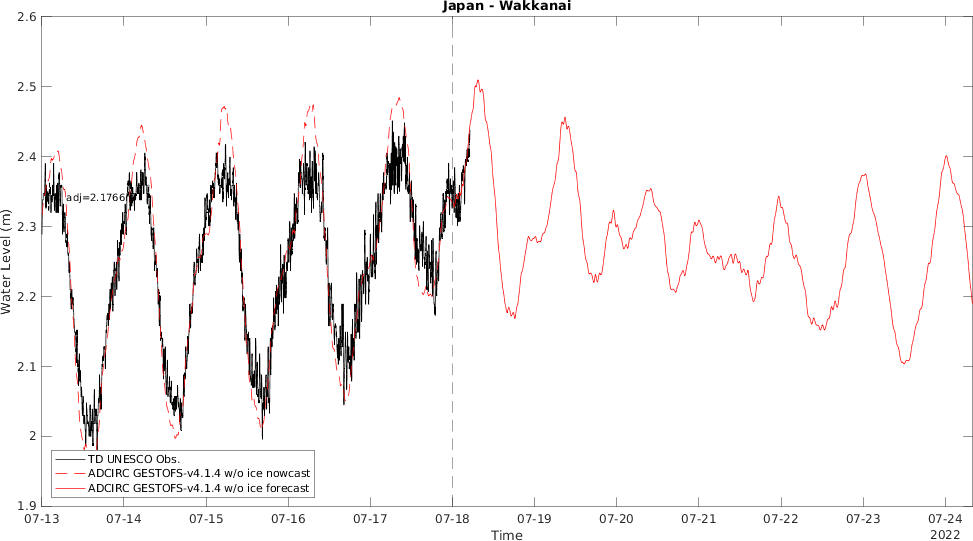 Japan - Wakkanai
2.6
2.5
2.4
2.3
2.2
2.1
2
1.9
Water Level (m)
adj=2.1766
TD UNESCO Obs.
ADCIRC GESTOFS-v4.1.4 w/o ice nowcast
ADCIRC GESTOFS-v4.1.4 w/o ice forecast
07-13 07-14 07-15 07-16 07-17 07-18 07-19 07-20 07-21 07-22 07-23 07-24
Time
2022